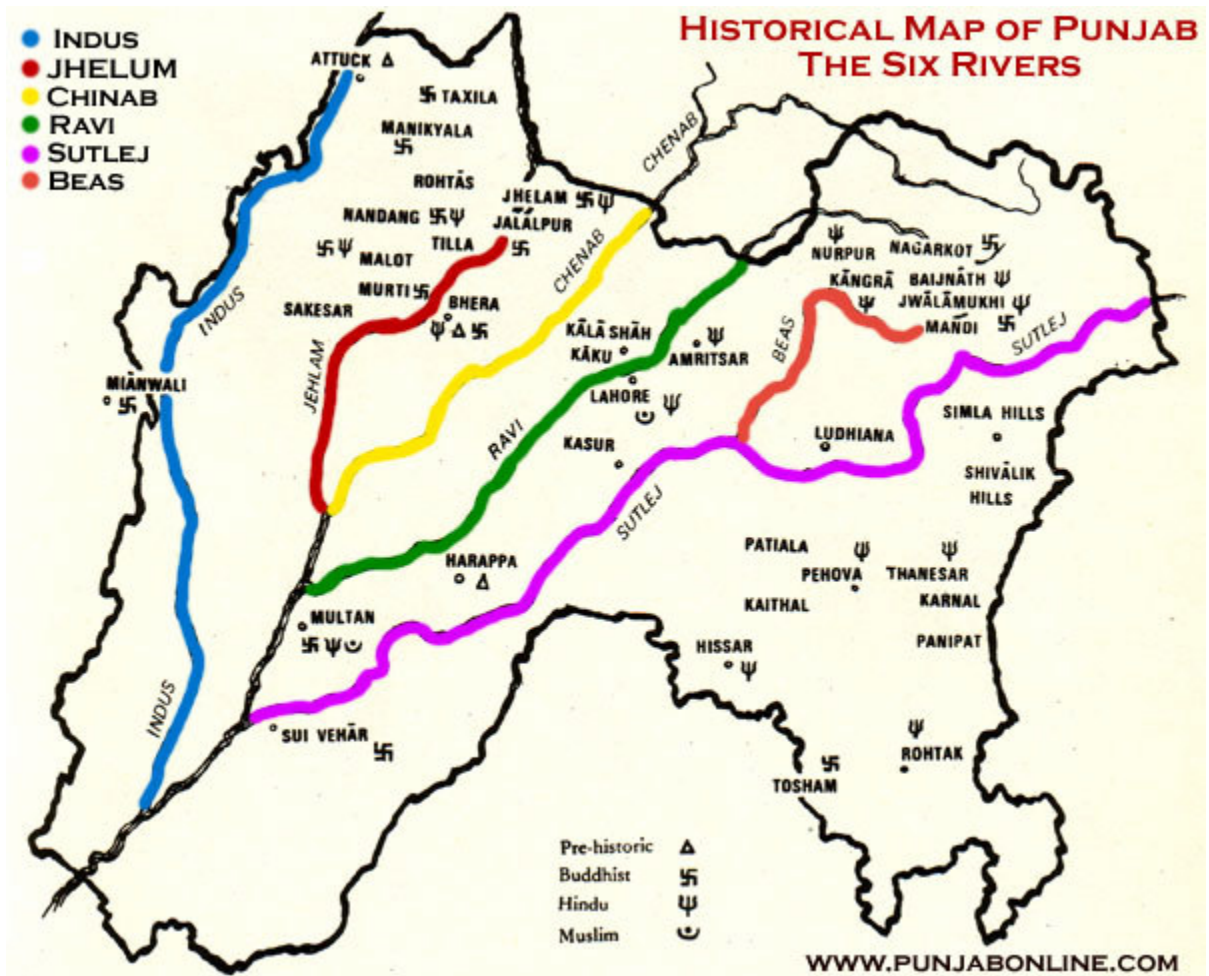 HISTORICAL MAP OF PUNJAB
THE SIX RIVERS
INDUS
JHELUM
CHINAB
RAVI
SUTLEJ
BEAS
ATTUCK
TAXILA
MANIKYALA
ROHTĀS
JHELAM
NANDANG
JALĀLPUR
TILLA
MALOT
MURTI
BHERA
SAKESAR
CHENAB
CHENAB
INDUS
MIĀNWALI
JEHLAM
KĀLĀ SHĀH
KĀKU
AMRITSAR
LAHORE
KASUR
RAVI
BEAS
NURPUR
NAGARKOT
KĀNGRĀ
BAIJNĀTH
JWĀLĀMUKHI
MANDI
SUTLEJ
SIMLA HILLS
LUDHIANA
SHIVĀLIK
HILLS
SUTLEJ
HARAPPA
MULTAN
PATIALA
PEHOVA
THANESAR
KAITHAL
KARNAL
PANIPAT
HISSAR
INDUS
SUI VEHĀR
ROHTAK
TOSHAM
Pre-historic
Buddhist
Hindu
Muslim
WWW.PUNJABONLINE.COM